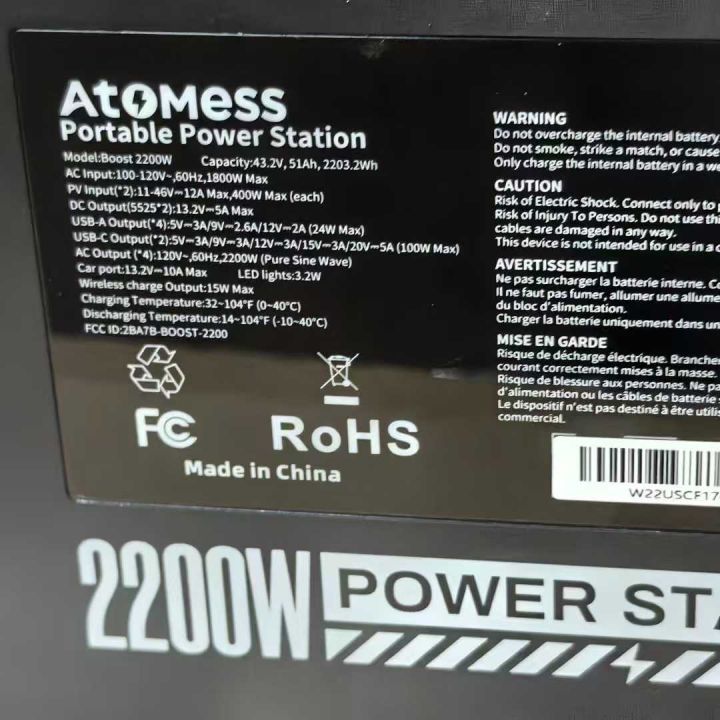 AtoMess
Portable Power Station
Model:Boost 2200W Capacity:43.2V, 51Ah, 2203.2Wh
AC Input:100-120V~,60Hz,1800W Max
PV Input(*2):11-46V⎓12A Max,400W Max (each)
DC Output(5525*2):13.2V⎓5A Max
USB-A Output(*4):5V⎓3A/9V⎓2.6A/12V⎓2A (24W Max)
USB-C Output(*2):5V⎓3A/9V⎓3A/12V⎓3A/15V⎓3A/20V⎓5A (100W Max)
AC Output (*4):120V~,60Hz,2200W (Pure Sine Wave)
Car port:13.2V⎓10A Max LED lights:3.2W
Wireless charge Output:15W Max
Charging Temperature:32~104°F (0~40°C)
Discharging Temperature:14~104°F (-10~40°C)
FCC ID:2BA7B-BOOST-2200
FC
RoHS
Made in China
WARNING
Do not overcharge the internal battery.
Do not smoke, strike a match, or cause
Only charge the internal battery in a we
CAUTION
Risk of Electric Shock. Connect only to
Risk of Injury To Persons. Do not use thi
cables are damaged in any way.
This device is not intended for use in a c
AVERTISSEMENT
Ne pas surcharger la batterie interne. Co
Il ne faut pas fumer, allumer une allume
du bloc d'alimentation.
Charger la batterie uniquement dans un
MISE EN GARDE
Risque de décharge électrique. Brancher
courant correctement mises à la masse.
Risque de blessure aux personnes. Ne pa
d'alimentation ou les câbles de batterie
Le dispositif n'est pas destiné à être utilis
commercial.
W22USCF17
2200W POWER STA